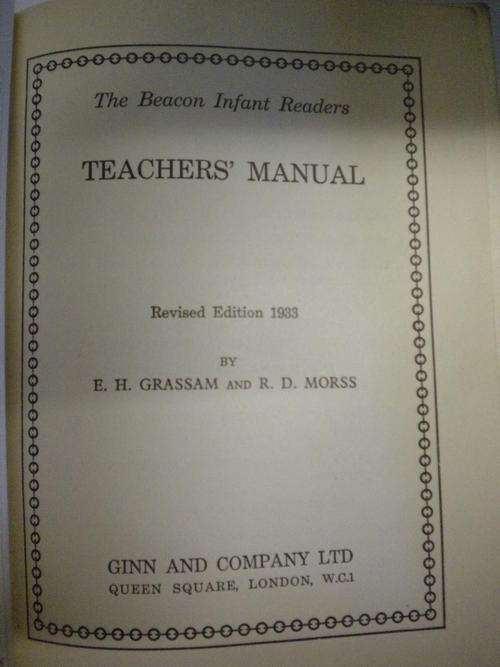 The Beacon Infant Readers
TEACHERS' MANUAL
Revised Edition 1933
BY
E. H. GRASSAM AND R. D. MORSS
GINN AND COMPANY LTD
QUEEN SQUARE, LONDON, W.C.1